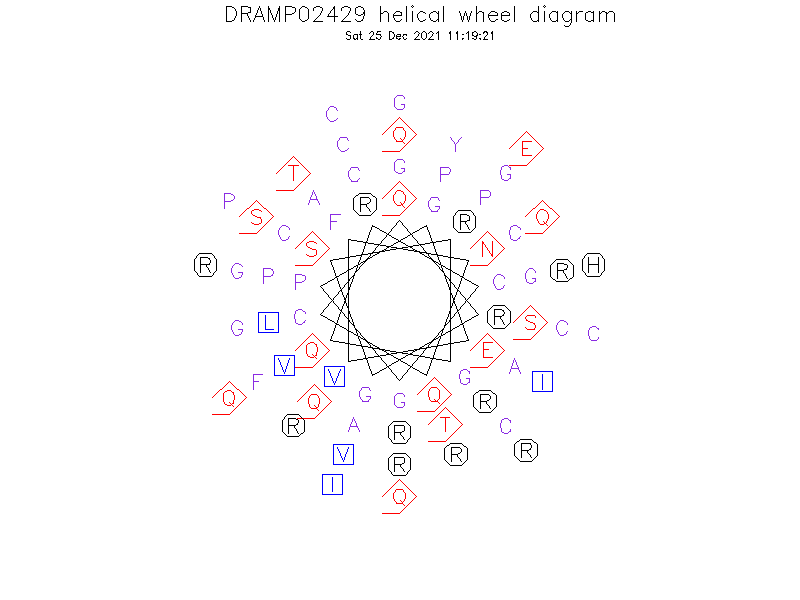 DRAMP02429 helical wheel diagram
Sat 25 Dec 2021 11:19:21
G
C
Q
C Y E
G
T C P G
A R Q G P
P
S F R Q
C S N C
R G P P C G R H
G L C R S C C
Q E
V V G A I
Q F Q G G Q R
R A R T C
V R R R
I Q